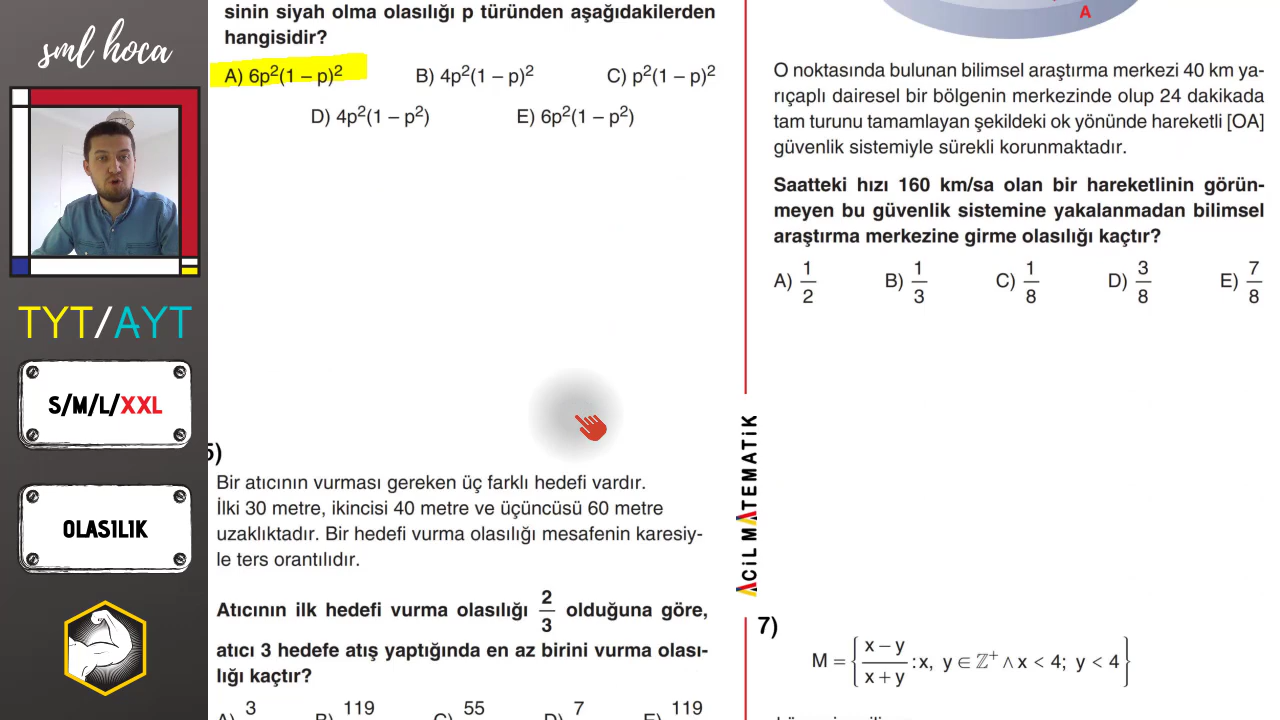 sml hoca
TYT/AYT
S/M/L/XXL
OLASILIK
sinin siyah olma olasılığı p türünden aşağıdakilerden
hangisidir?
A) 6p²(1 – p)² B) 4p²(1 – p)² C) p²(1 – p)²
D) 4p²(1 – p²) E) 6p²(1 – p²)
5)
Bir atıcının vurması gereken üç farklı hedefi vardır.
İlki 30 metre, ikincisi 40 metre ve üçüncüsü 60 metre
uzaklıktadır. Bir hedefi vurma olasılığı mesafenin karesiy-
le ters orantılıdır.
Atıcının ilk hedefi vurma olasılığı 2/3 olduğuna göre,
atıcı 3 hedefe atış yaptığında en az birini vurma olası-
lığı kaçtır?
A) 3 B) 119 C) 55 D) 7 E) 119
ACİL MATEMATİK
A
O noktasında bulunan bilimsel araştırma merkezi 40 km ya-
rıçaplı dairesel bir bölgenin merkezinde olup 24 dakikada
tam turunu tamamlayan şekildeki ok yönünde hareketli [OA]
güvenlik sistemiyle sürekli korunmaktadır.
Saatteki hızı 160 km/sa olan bir hareketlinin görün-
meyen bu güvenlik sistemine yakalanmadan bilimsel
araştırma merkezine girme olasılığı kaçtır?
A) 1/2 B) 1/3 C) 1/8 D) 3/8 E) 7/8
7)
M = { x – y / x + y : x, y ∈ ℤ⁺ ∧ x < 4; y < 4 }